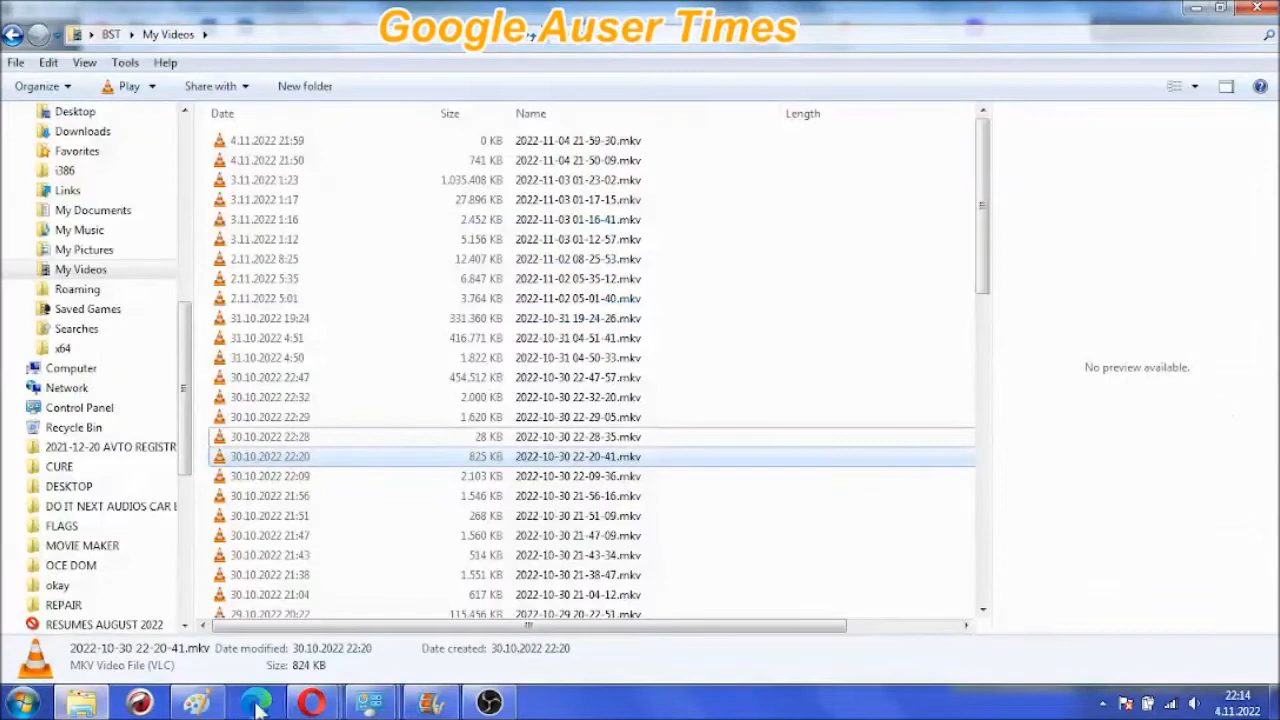 Google Auser Times
BST My Videos
File Edit View Tools Help
Organize Play Share with New folder
Desktop
Downloads
Favorites
i386
Links
My Documents
My Music
My Pictures
My Videos
Roaming
Saved Games
Searches
x64
Computer
Network
Control Panel
Recycle Bin
2021-12-20 AVTO REGISTR
CURE
DESKTOP
DO IT NEXT AUDIOS CAR
FLAGS
MOVIE MAKER
OCE DOM
okay
REPAIR
RESUMES AUGUST 2022
Date Size Name Length
4.11.2022 21:59 0 KB 2022-11-04 21-59-30.mkv
4.11.2022 21:50 741 KB 2022-11-04 21-50-09.mkv
3.11.2022 1:23 1.035.408 KB 2022-11-03 01-23-02.mkv
3.11.2022 1:17 27.896 KB 2022-11-03 01-17-15.mkv
3.11.2022 1:16 2.452 KB 2022-11-03 01-16-41.mkv
3.11.2022 1:12 5.156 KB 2022-11-03 01-12-57.mkv
2.11.2022 8:25 12.407 KB 2022-11-02 08-25-53.mkv
2.11.2022 5:35 6.847 KB 2022-11-02 05-35-12.mkv
2.11.2022 5:01 3.764 KB 2022-11-02 05-01-40.mkv
31.10.2022 19:24 331.360 KB 2022-10-31 19-24-26.mkv
31.10.2022 4:51 416.771 KB 2022-10-31 04-51-41.mkv
31.10.2022 4:50 1.822 KB 2022-10-31 04-50-33.mkv
30.10.2022 22:47 454.512 KB 2022-10-30 22-47-57.mkv
30.10.2022 22:32 2.000 KB 2022-10-30 22-32-20.mkv
30.10.2022 22:29 1.620 KB 2022-10-30 22-29-05.mkv
30.10.2022 22:28 28 KB 2022-10-30 22-28-35.mkv
30.10.2022 22:20 825 KB 2022-10-30 22-20-41.mkv
30.10.2022 22:09 2.103 KB 2022-10-30 22-09-36.mkv
30.10.2022 21:56 1.546 KB 2022-10-30 21-56-16.mkv
30.10.2022 21:51 268 KB 2022-10-30 21-51-09.mkv
30.10.2022 21:47 1.560 KB 2022-10-30 21-47-09.mkv
30.10.2022 21:43 514 KB 2022-10-30 21-43-34.mkv
30.10.2022 21:38 1.551 KB 2022-10-30 21-38-47.mkv
30.10.2022 21:04 617 KB 2022-10-30 21-04-12.mkv
29.10.2022 20:22 115.456 KB 2022-10-29 20-22-51.mkv
No preview available.
2022-10-30 22-20-41.mkv Date modified: 30.10.2022 22:20 Date created: 30.10.2022 22:20
MKV Video File (VLC) Size: 824 KB
22:14
4.11.2022